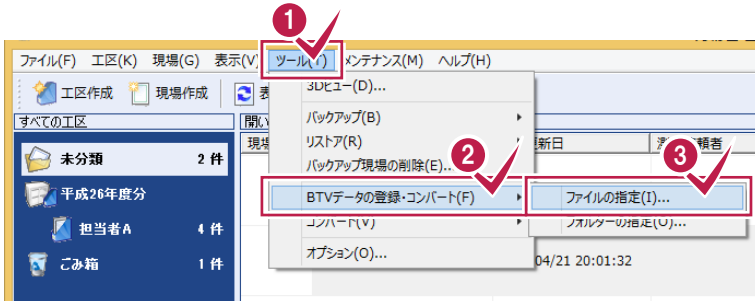 1
ファイル(F) 工区(K) 現場(G) 表示(V) ツール(T) メンテナンス(M) ヘルプ(H)
工区作成 現場作成
すべての工区
未分類 2 件
平成26年度分
担当者A 4 件
ごみ箱 1 件
3Dビュー(D)...
バックアップ(B)
リストア(R)
バックアップ現場の削除(E)...
2
BTVデータの登録・コンバート(F)
コンバート(V)
オプション(O)...
3
ファイルの指定(I)...
フォルダーの指定(O)...
04/21 20:01:32